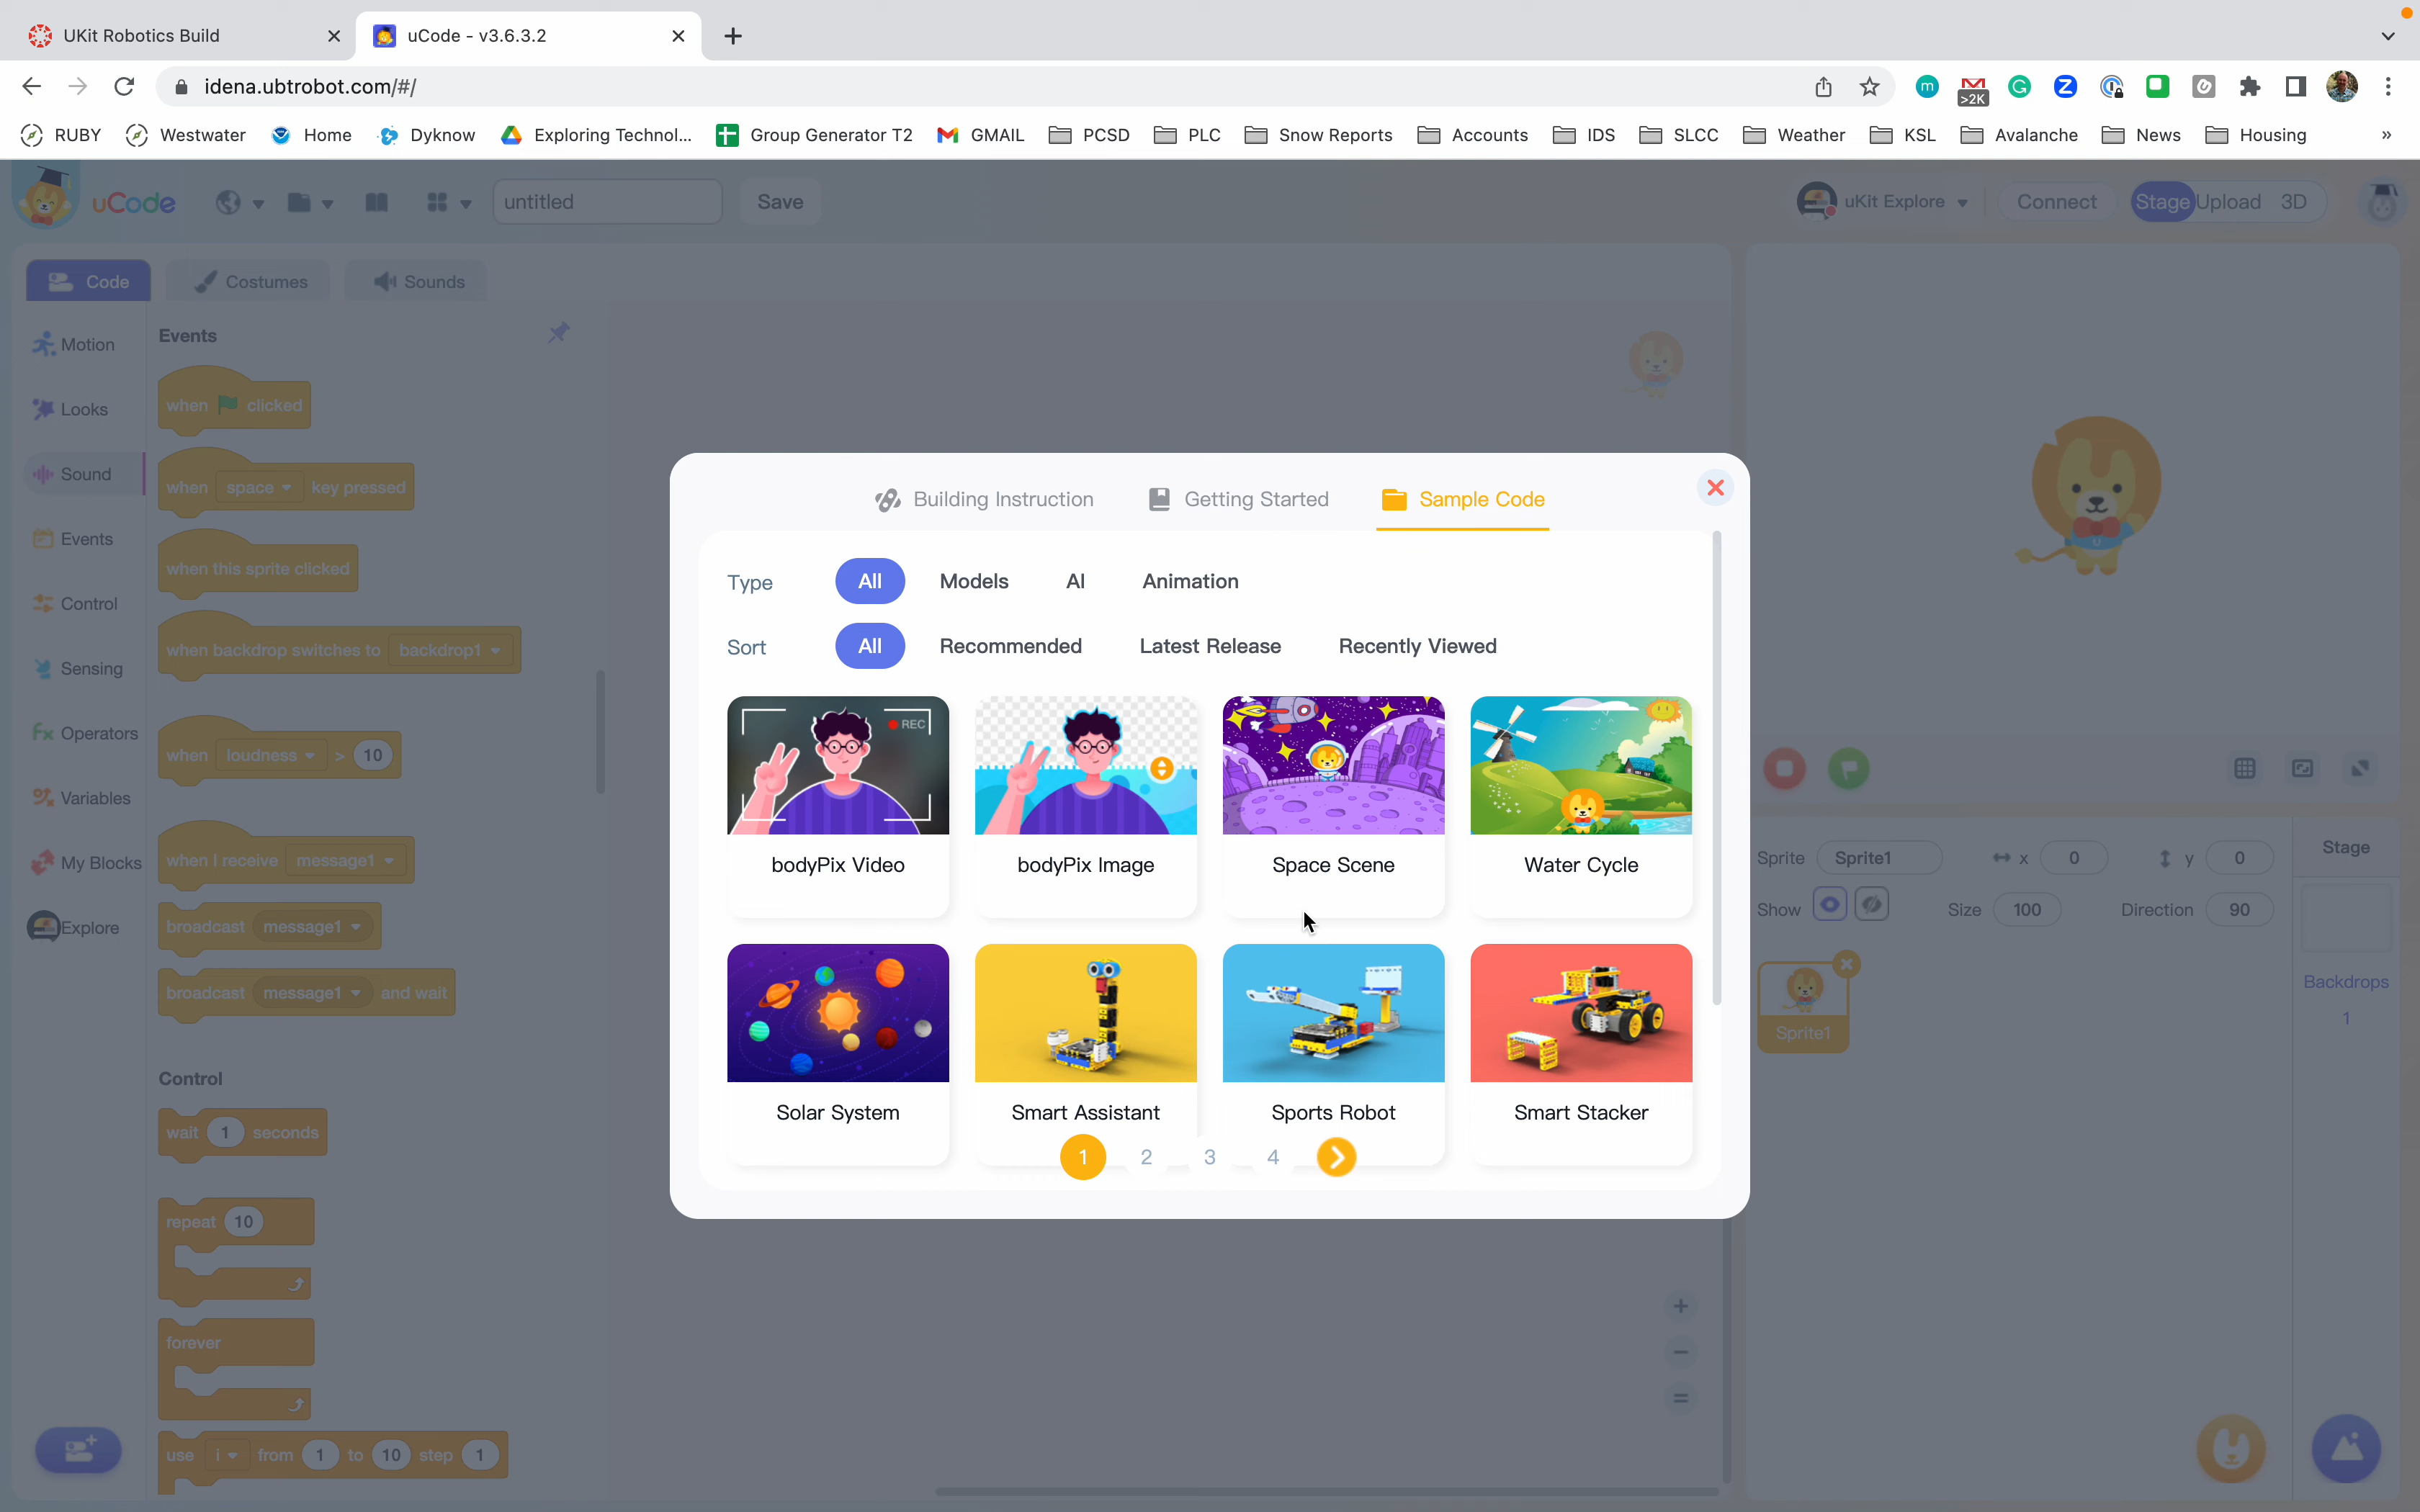 UKit Robotics Build
uCode - v3.6.3.2
idena.ubtrobot.com/#/
>2K
RUBY Westwater Home Dyknow Exploring Technol... Group Generator T2 GMAIL PCSD PLC Snow Reports Accounts IDS SLCC Weather KSL Avalanche News Housing »
uCode untitled Save uKit Explore Connect Stage Upload 3D
Code Costumes Sounds
Motion
Looks
Sound
Events
Control
Sensing
Operators
Variables
My Blocks
Explore
Events
when clicked
when space key pressed
when this sprite clicked
when backdrop switches to backdrop1
when loudness > 10
when I receive message1
broadcast message1
broadcast message1 and wait
Control
wait 1 seconds
repeat 10
forever
use i from 1 to 10 step 1
Building Instruction Getting Started Sample Code
Type All Models AI Animation
Sort All Recommended Latest Release Recently Viewed
REC
bodyPix Video bodyPix Image Space Scene Water Cycle
Solar System Smart Assistant Sports Robot Smart Stacker
1 2 3 4
Sprite Sprite1 x 0 y 0
Show Size 100 Direction 90
Sprite1
Stage
Backdrops
1